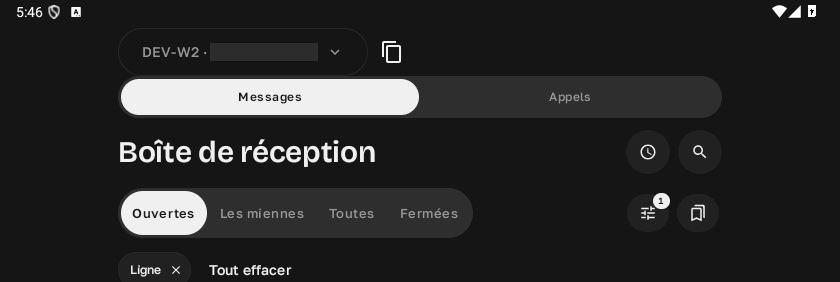 5:46
DEV-W2 ·
Messages Appels
Boîte de réception
Ouvertes Les miennes Toutes Fermées 1
Ligne Tout effacer